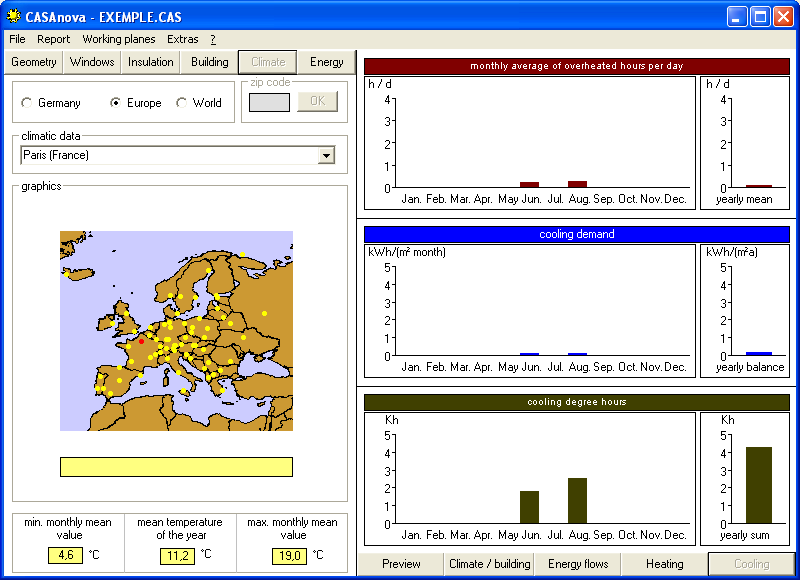 CASAnova - EXEMPLE.CAS
File Report Working planes Extras ?
Geometry Windows Insulation Building Climate Energy
Germany Europe World
zip code
OK
climatic data
Paris (France)
graphics
min. monthly mean value
4,6 °C
mean temperature of the year
11,2 °C
max. monthly mean value
19,0 °C
monthly average of overheated hours per day
h / d
4
3
2
1
0
Jan. Feb. Mar. Apr. May Jun. Jul. Aug. Sep. Oct. Nov. Dec.
h / d
4
3
2
1
0
yearly mean
cooling demand
kWh/(m² month)
5
4
3
2
1
0
Jan. Feb. Mar. Apr. May Jun. Jul. Aug. Sep. Oct. Nov. Dec.
kWh/(m²a)
5
4
3
2
1
0
yearly balance
cooling degree hours
Kh
5
4
3
2
1
0
Jan. Feb. Mar. Apr. May Jun. Jul. Aug. Sep. Oct. Nov. Dec.
Kh
5
4
3
2
1
0
yearly sum
Preview Climate / building Energy flows Heating Cooling